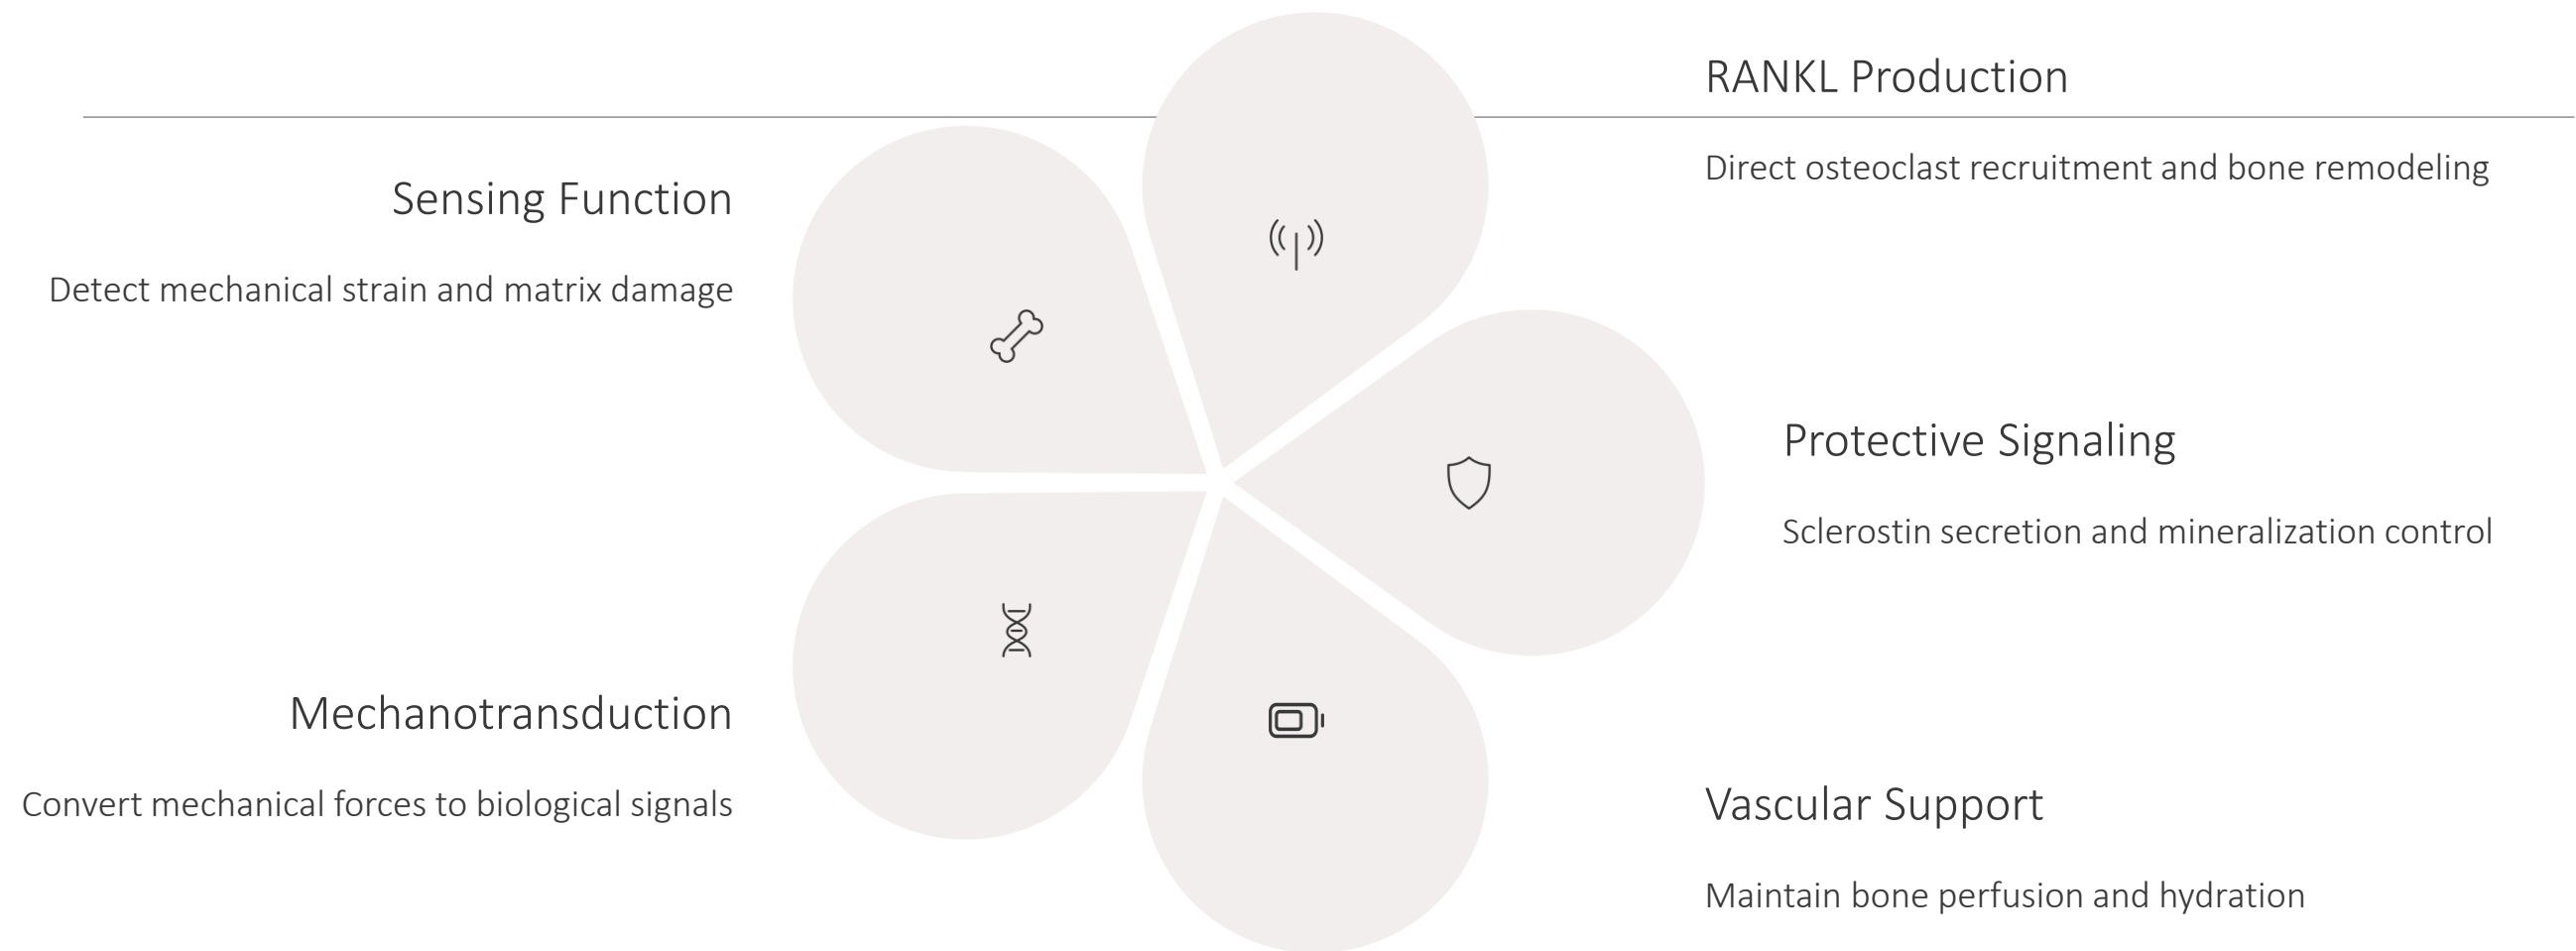 RANKL Production
Direct osteoclast recruitment and bone remodeling
Sensing Function
Detect mechanical strain and matrix damage
Protective Signaling
Sclerostin secretion and mineralization control
Mechanotransduction
Convert mechanical forces to biological signals
Vascular Support
Maintain bone perfusion and hydration